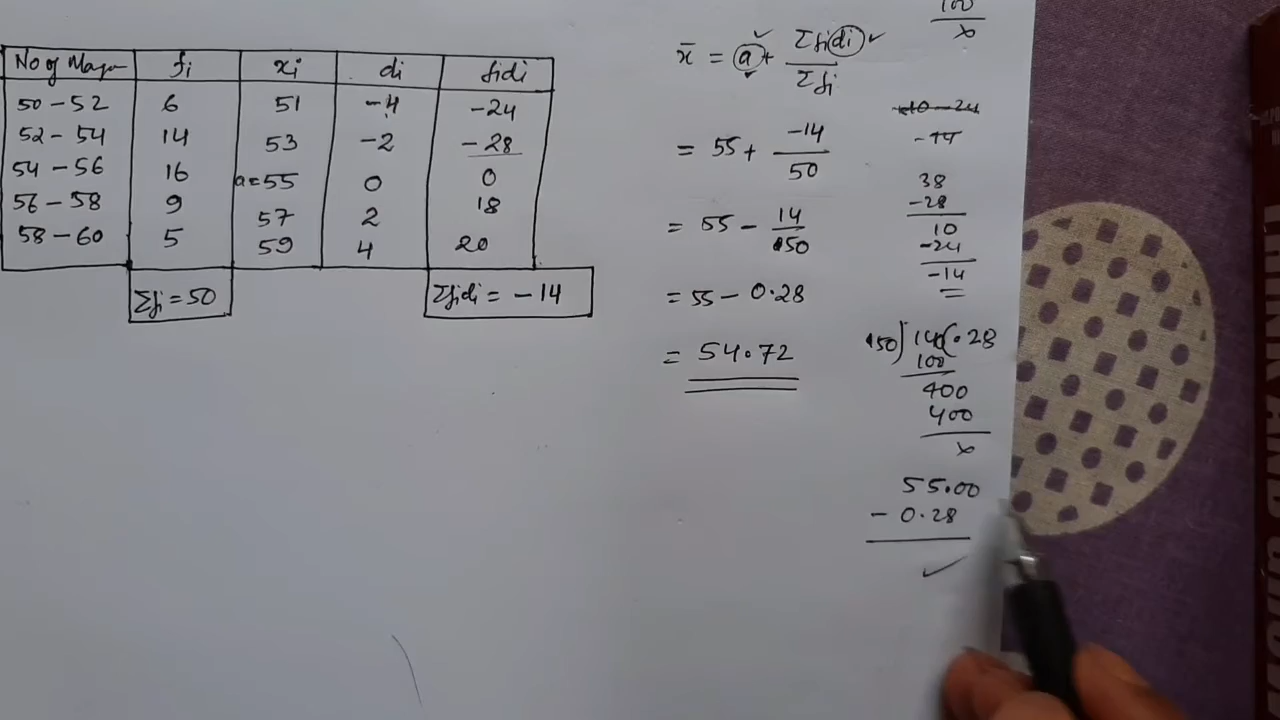 No of Mango fi xi di fidi
50-52 6 51 -4 -24
52-54 14 53 -2 -28
54-56 16 a=55 0 0
56-58 9 57 2 18
58-60 5 59 4 20
Σfi=50 Σfidi=-14
x̄ = a + Σfidi/Σfi
= 55 + -14/50
= 55 - 14/50
= 55 - 0.28
= 54.72
100
x
-10-24
-14
38
-28
10
-24
-14
50)140(.28
100
400
400
x
55.00
- 0.28